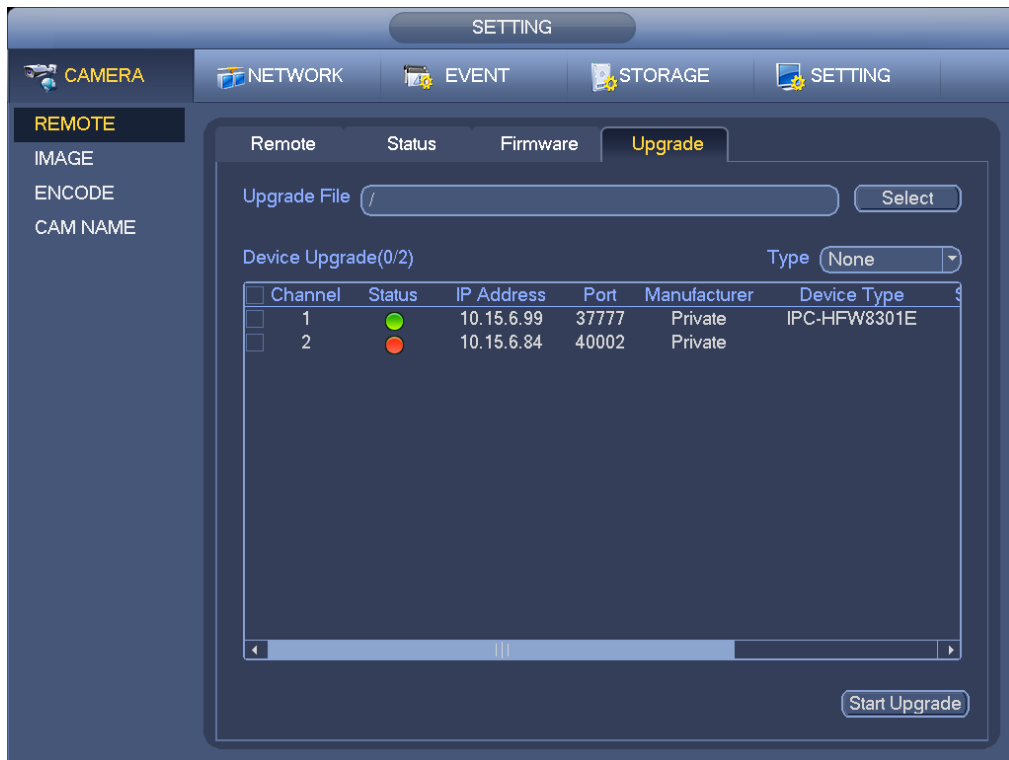 SETTING
CAMERA NETWORK EVENT STORAGE SETTING
REMOTE
IMAGE
ENCODE
CAM NAME
Remote Status Firmware Upgrade
Upgrade File / Select
Device Upgrade(0/2) Type None
Channel Status IP Address Port Manufacturer Device Type
1 10.15.6.99 37777 Private IPC-HFW8301E
2 10.15.6.84 40002 Private
Start Upgrade